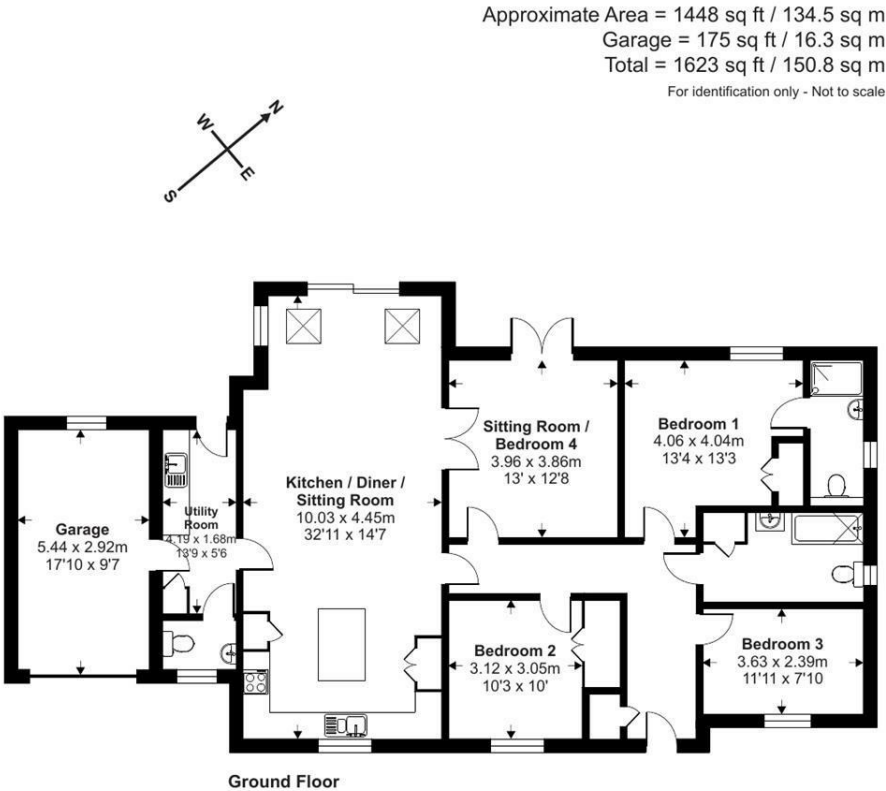 Approximate Area = 1448 sq ft / 134.5 sq m
Garage = 175 sq ft / 16.3 sq m
Total = 1623 sq ft / 150.8 sq m
For identification only - Not to scale
N
W
E
S
Sitting Room /
Bedroom 4
3.96 x 3.86m
13' x 12'8
Bedroom 1
4.06 x 4.04m
13'4 x 13'3
Kitchen / Diner /
Sitting Room
10.03 x 4.45m
32'11 x 14'7
Utility
Room
4.19 x 1.68m
13'9 x 5'6
Garage
5.44 x 2.92m
17'10 x 9'7
Bedroom 2
3.12 x 3.05m
10'3 x 10'
Bedroom 3
3.63 x 2.39m
11'11 x 7'10
Ground Floor